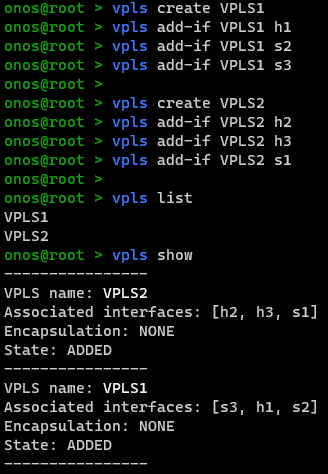 onos@root > vpls create VPLS1
onos@root > vpls add-if VPLS1 h1
onos@root > vpls add-if VPLS1 s2
onos@root > vpls add-if VPLS1 s3
onos@root >
onos@root > vpls create VPLS2
onos@root > vpls add-if VPLS2 h2
onos@root > vpls add-if VPLS2 h3
onos@root > vpls add-if VPLS2 s1
onos@root >
onos@root > vpls list
VPLS1
VPLS2
onos@root > vpls show
----------------
VPLS name: VPLS2
Associated interfaces: [h2, h3, s1]
Encapsulation: NONE
State: ADDED
----------------
VPLS name: VPLS1
Associated interfaces: [s3, h1, s2]
Encapsulation: NONE
State: ADDED
----------------